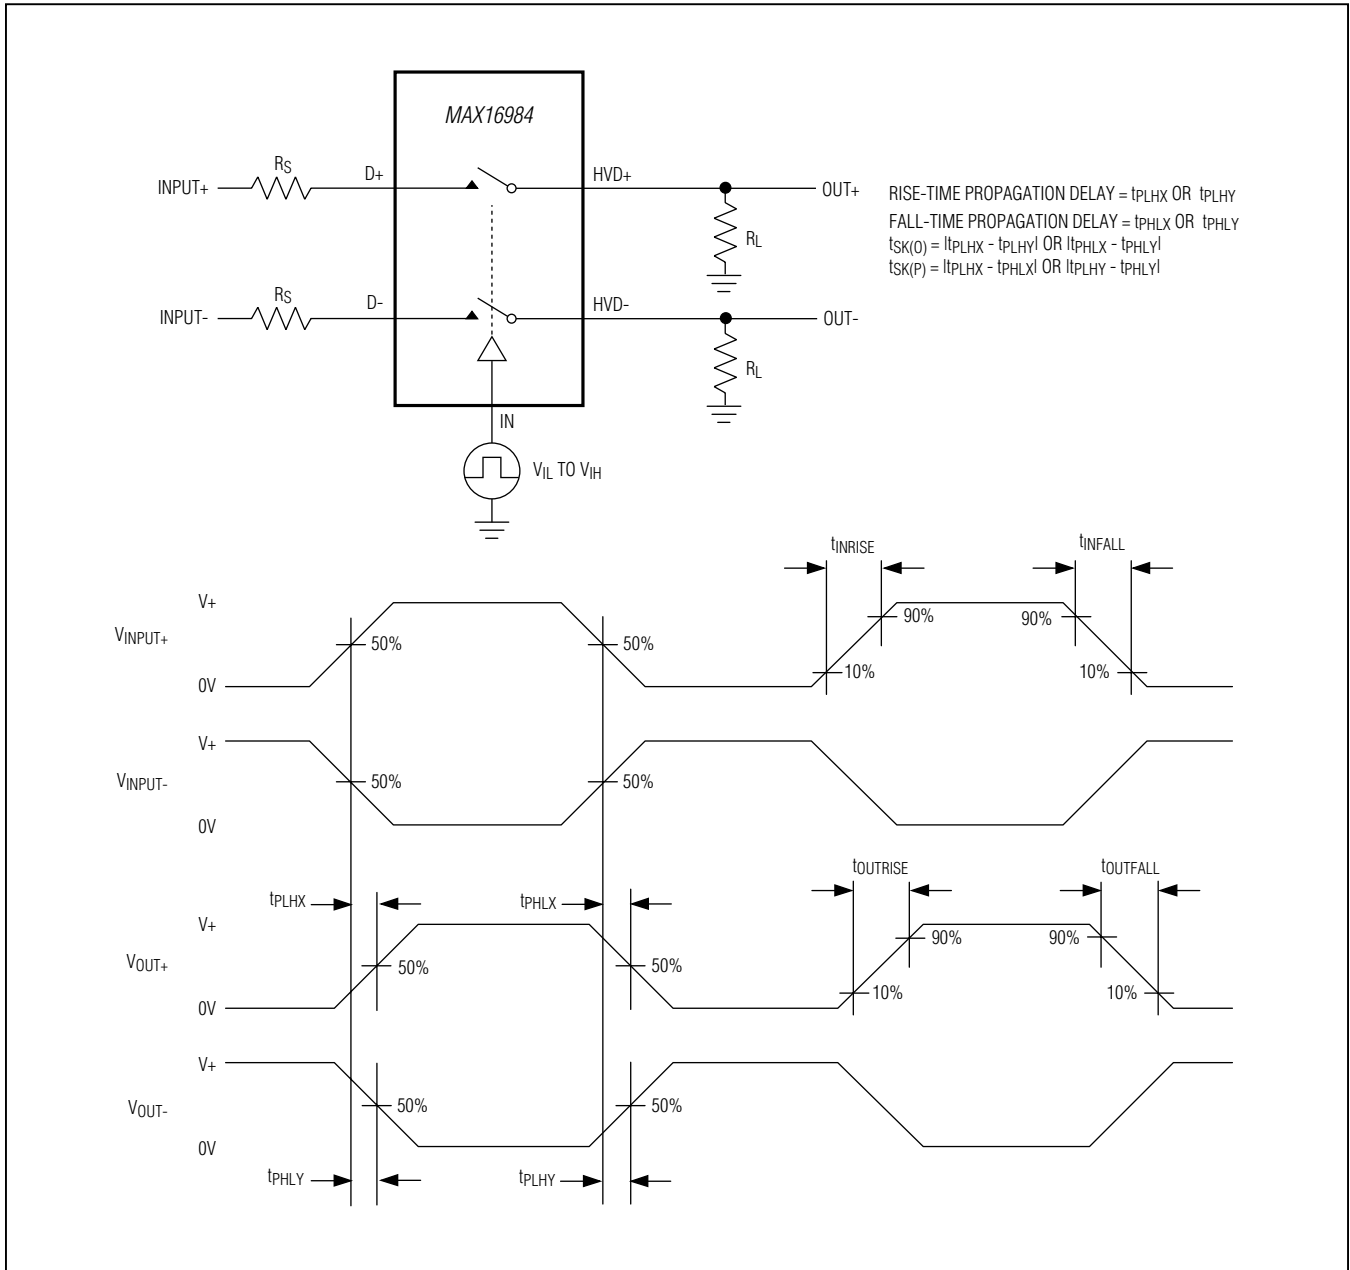 MAX16984
RS
D+
HVD+
INPUT+
OUT+
RL
RISE-TIME PROPAGATION DELAY = tPLHX OR tPLHY
FALL-TIME PROPAGATION DELAY = tPHLX OR tPHLY
tSK(O) = |tPLHX - tPLHY| OR |tPHLX - tPHLY|
tSK(P) = |tPLHX - tPHLX| OR |tPLHY - tPHLY|
RS
D-
HVD-
INPUT-
OUT-
RL
IN
VIL TO VIH
tINRISE
tINFALL
V+
VINPUT+
0V
50%
50%
90%
90%
10%
10%
V+
VINPUT-
0V
50%
50%
tOUTRISE
tOUTFALL
tPLHX
tPHLX
V+
VOUT+
0V
50%
50%
90%
90%
10%
10%
V+
VOUT-
0V
50%
50%
tPHLY
tPLHY